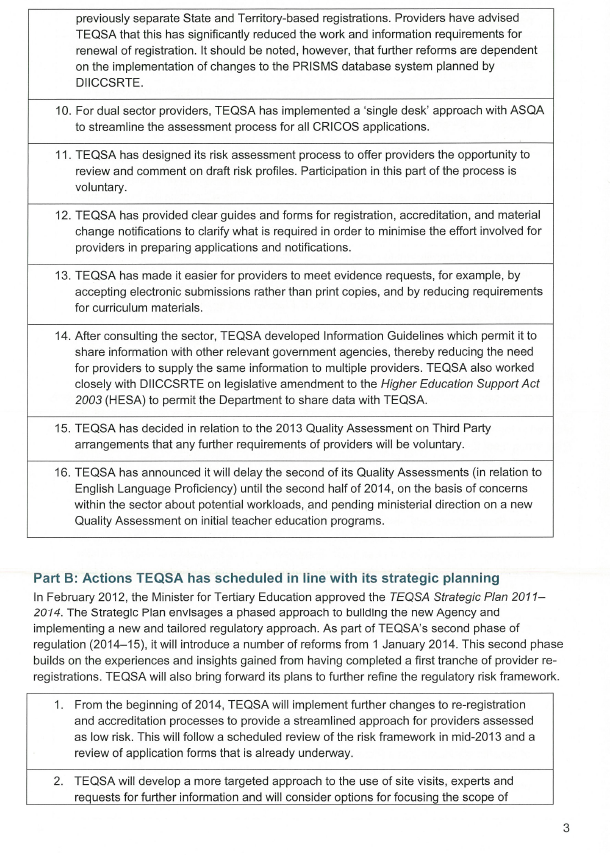 previously separate State and Territory-based registrations. Providers have advised
TEQSA that this has significantly reduced the work and information requirements for
renewal of registration. It should be noted, however, that further reforms are dependent
on the implementation of changes to the PRISMS database system planned by
DIICCSRTE.
10. For dual sector providers, TEQSA has implemented a 'single desk' approach with ASQA
to streamline the assessment process for all CRICOS applications.
11. TEQSA has designed its risk assessment process to offer providers the opportunity to
review and comment on draft risk profiles. Participation in this part of the process is
voluntary.
12. TEQSA has provided clear guides and forms for registration, accreditation, and material
change notifications to clarify what is required in order to minimise the effort involved for
providers in preparing applications and notifications.
13. TEQSA has made it easier for providers to meet evidence requests, for example, by
accepting electronic submissions rather than print copies, and by reducing requirements
for curriculum materials.
14. After consulting the sector, TEQSA developed Information Guidelines which permit it to
share information with other relevant government agencies, thereby reducing the need
for providers to supply the same information to multiple providers. TEQSA also worked
closely with DIICCSRTE on legislative amendment to the Higher Education Support Act
2003 (HESA) to permit the Department to share data with TEQSA.
15. TEQSA has decided in relation to the 2013 Quality Assessment on Third Party
arrangements that any further requirements of providers will be voluntary.
16. TEQSA has announced it will delay the second of its Quality Assessments (in relation to
English Language Proficiency) until the second half of 2014, on the basis of concerns
within the sector about potential workloads, and pending ministerial direction on a new
Quality Assessment on initial teacher education programs.
Part B: Actions TEQSA has scheduled in line with its strategic planning
In February 2012, the Minister for Tertiary Education approved the TEQSA Strategic Plan 2011–
2014. The Strategic Plan envisages a phased approach to building the new Agency and
implementing a new and tailored regulatory approach. As part of TEQSA's second phase of
regulation (2014–15), it will introduce a number of reforms from 1 January 2014. This second phase
builds on the experiences and insights gained from having completed a first tranche of provider re-
registrations. TEQSA will also bring forward its plans to further refine the regulatory risk framework.
1. From the beginning of 2014, TEQSA will implement further changes to re-registration
and accreditation processes to provide a streamlined approach for providers assessed
as low risk. This will follow a scheduled review of the risk framework in mid-2013 and a
review of application forms that is already underway.
2. TEQSA will develop a more targeted approach to the use of site visits, experts and
requests for further information and will consider options for focusing the scope of
3